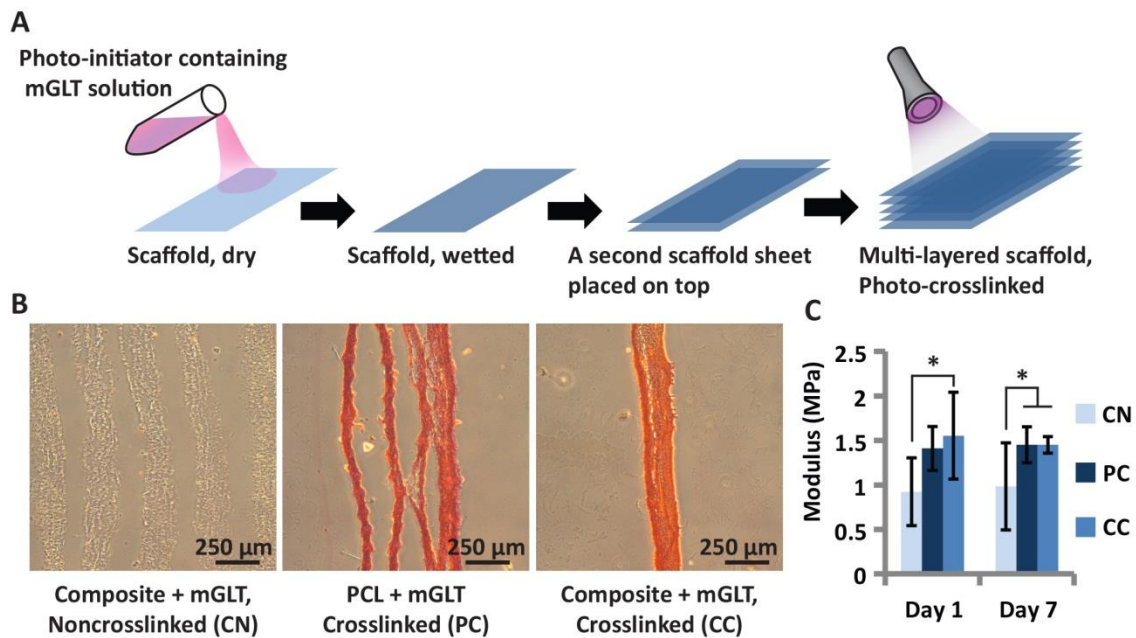 A
Photo-initiator containing
mGLT solution
Scaffold, dry
Scaffold, wetted
A second scaffold sheet
placed on top
Multi-layered scaffold,
Photo-crosslinked
B
250 μm
250 μm
250 μm
Composite + mGLT,
Noncrosslinked (CN)
PCL + mGLT
Crosslinked (PC)
Composite + mGLT,
Crosslinked (CC)
C
Modulus (MPa)
2.5
2
1.5
1
0.5
0
*
*
Day 1
Day 7
CN
PC
CC